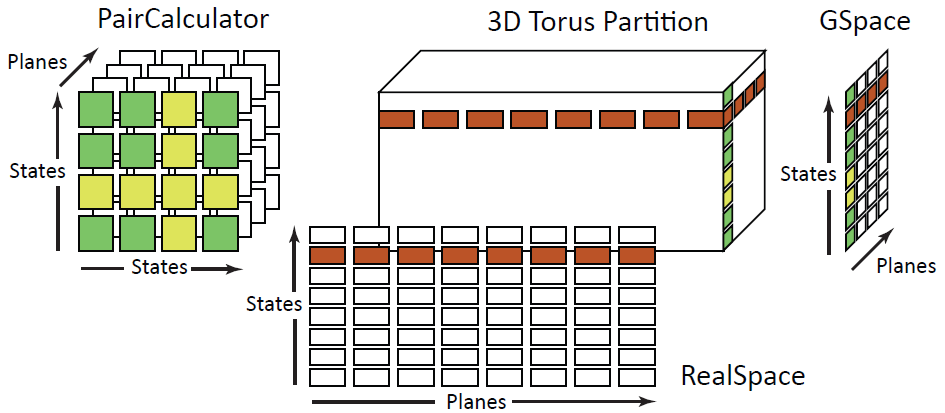 PairCalculator
3D Torus Partition
GSpace
Planes
States
States
States
Planes
States
Planes
RealSpace